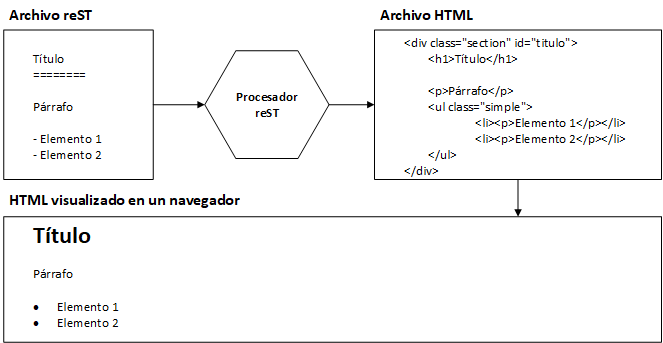 Archivo reST
Título
========
Párrafo
- Elemento 1
- Elemento 2
Procesador
reST
Archivo HTML
<div class="section" id="titulo">
<h1>Título</h1>
<p>Párrafo</p>
<ul class="simple">
<li><p>Elemento 1</p></li>
<li><p>Elemento 2</p></li>
</ul>
</div>
HTML visualizado en un navegador
Título
Párrafo
• Elemento 1
• Elemento 2